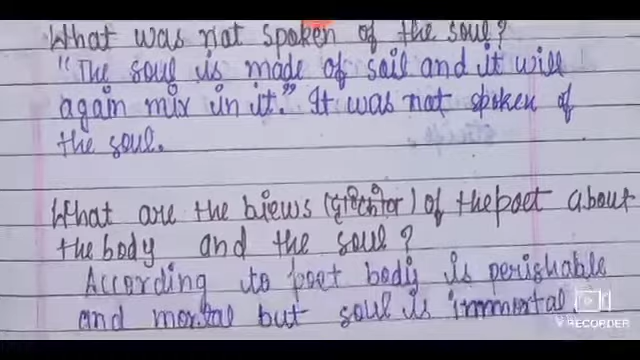 What was not spoken of the soul?
"The soul is made of soil and it will
again mix in it." It was not spoken of
the soul.
What are the biews (दृष्टिकोण) of the poet about
the body and the soul?
According to poet body is perishable
and mortal but soul is immortal
RECORDER